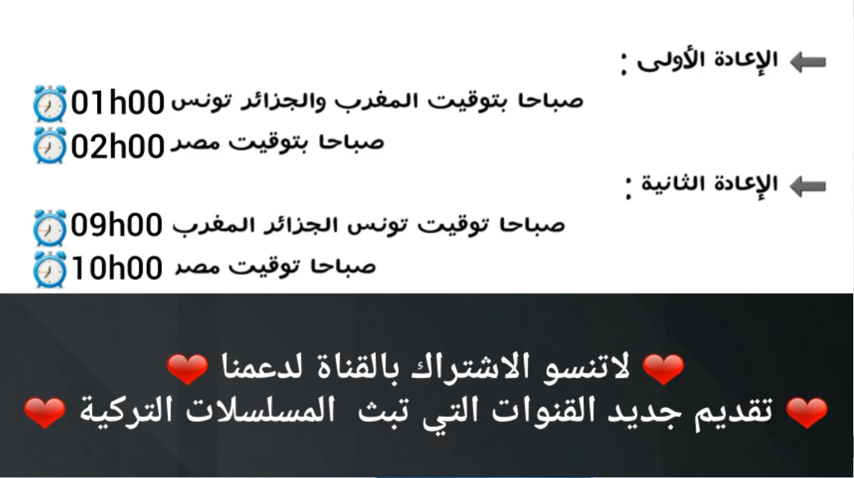 الإعادة الأولى :
01h00 صباحا بتوقيت المغرب والجزائر تونس
02h00 صباحا بتوقيت مصر
الإعادة الثانية :
09h00 صباحا توقيت تونس الجزائر المغرب
10h00 صباحا توقيت مصر
لاتنسو الاشتراك بالقناة لدعمنا
تقديم جديد القنوات التي تبث المسلسلات التركية